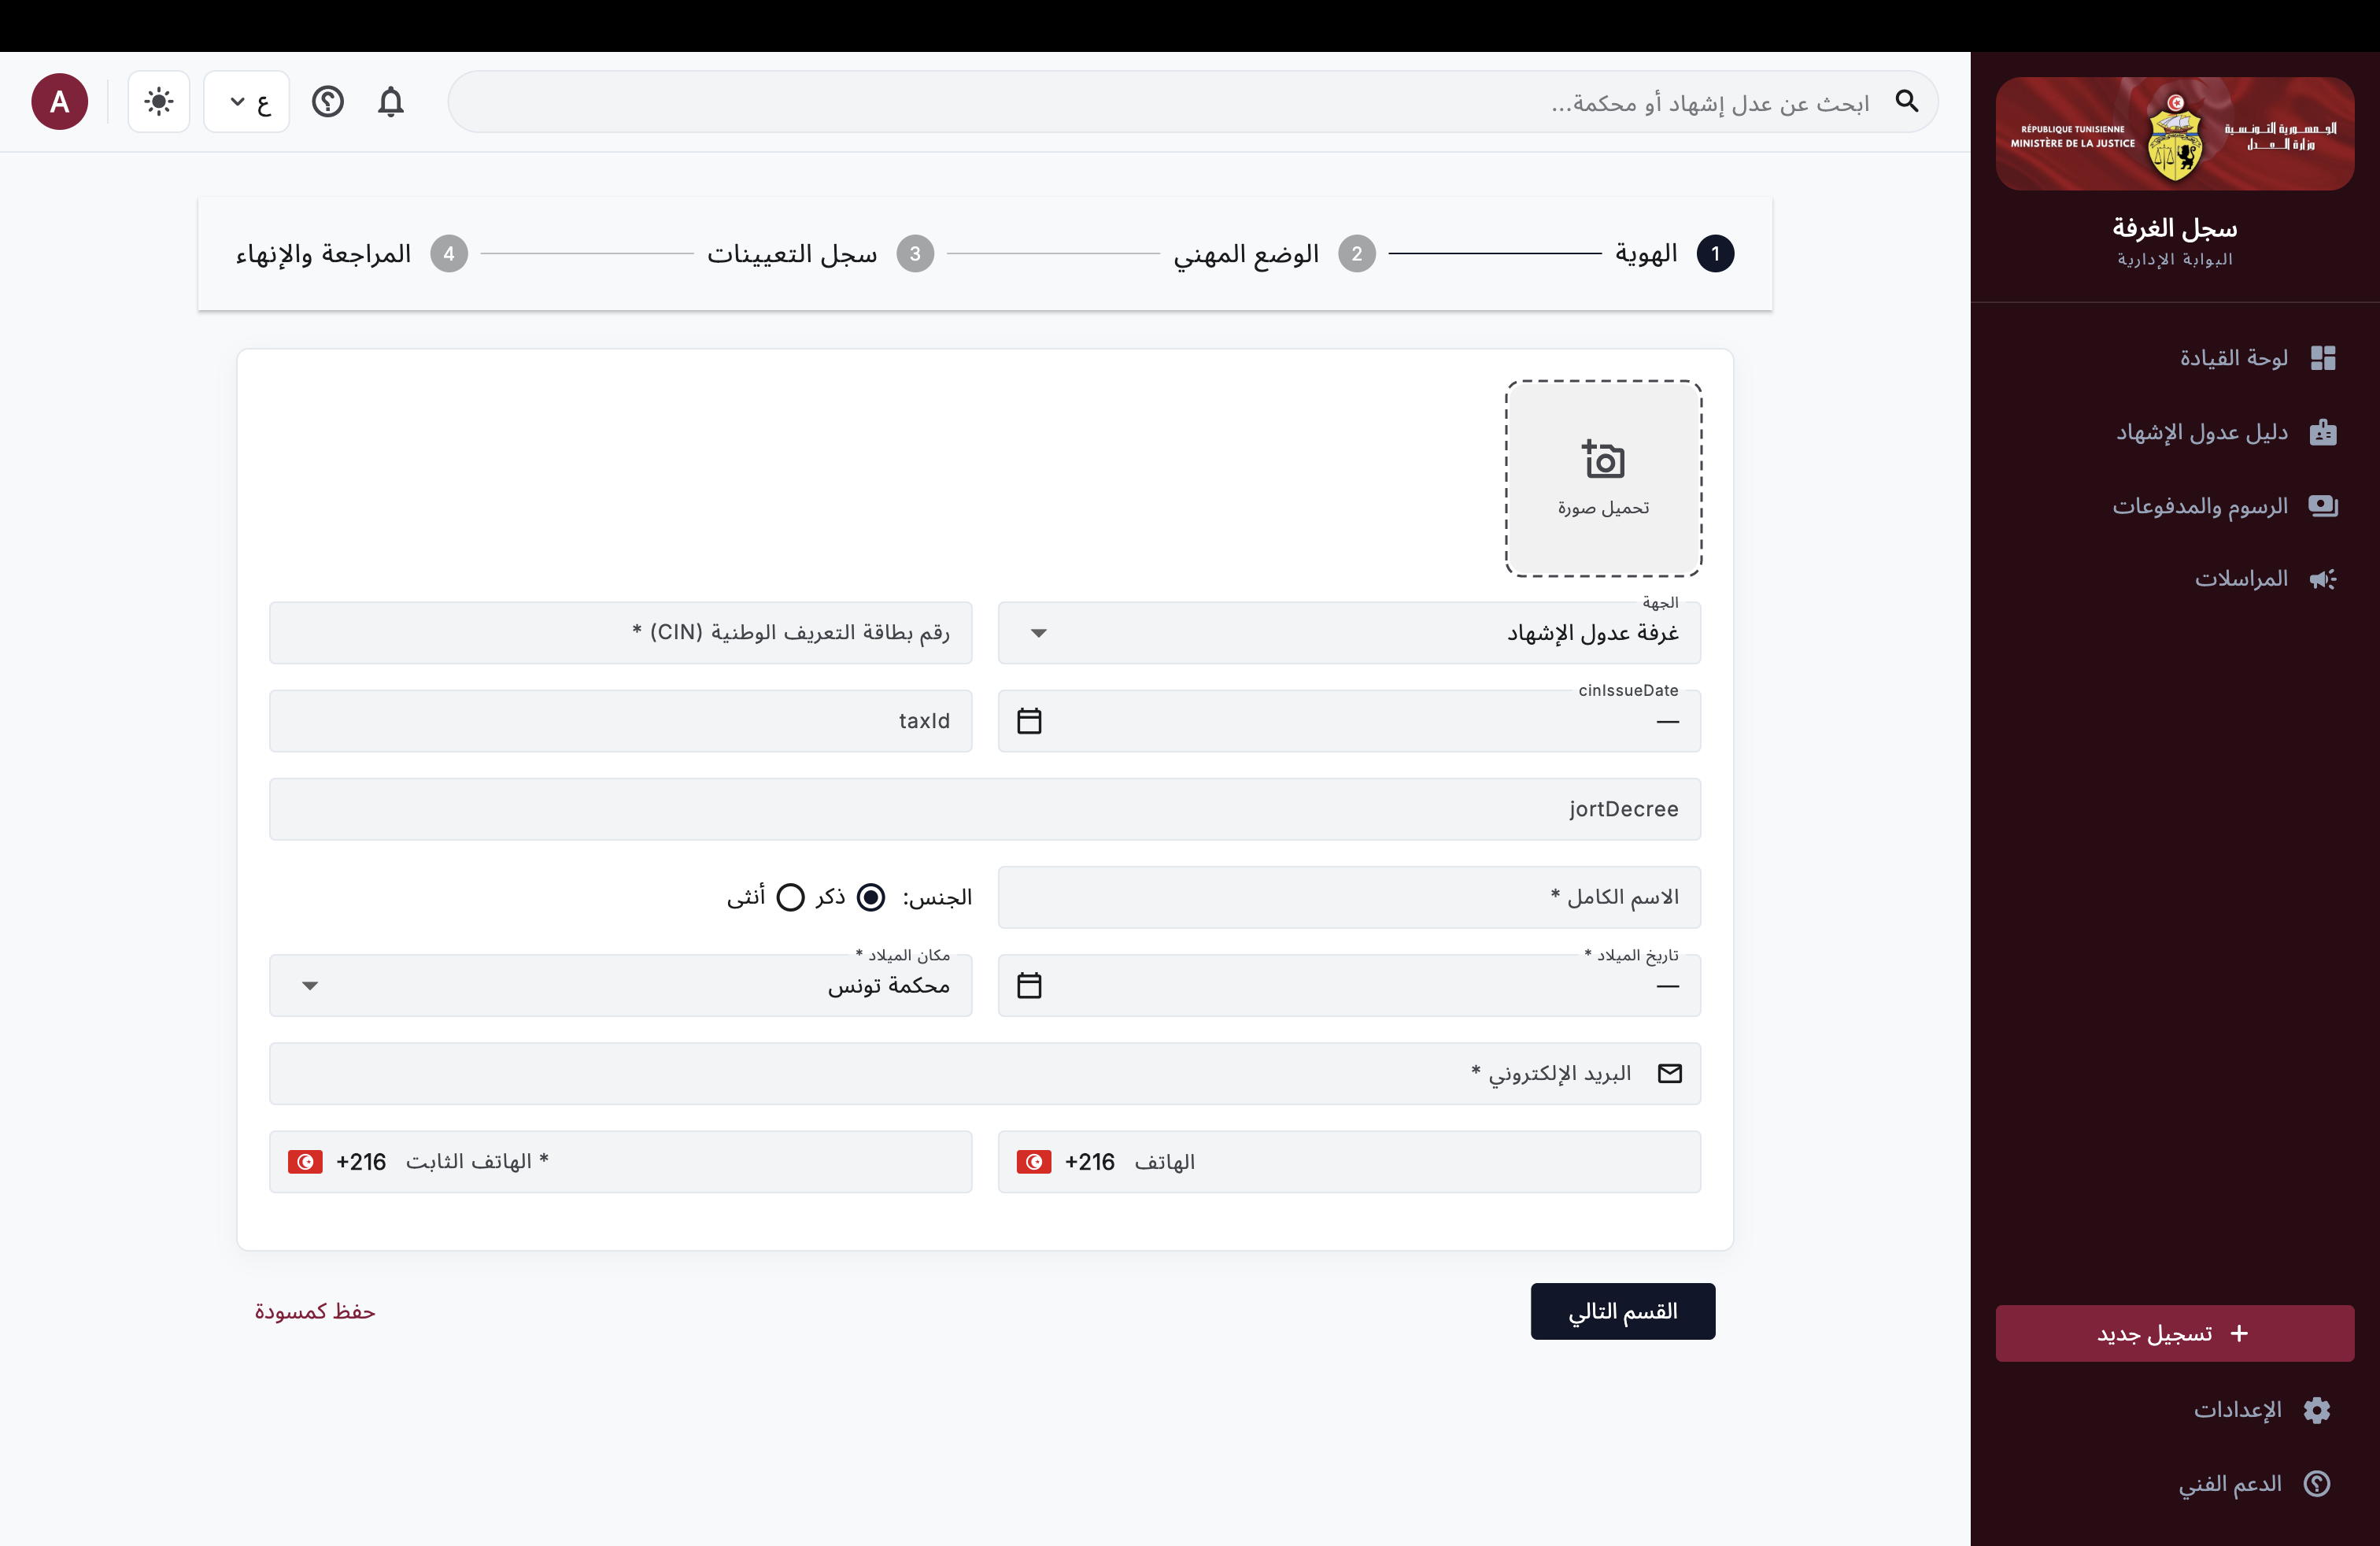 الجمهورية التونسية
وزارة العدل
RÉPUBLIQUE TUNISIENNE
MINISTÈRE DE LA JUSTICE
سجل الغرفة
البوابة الإدارية
لوحة القيادة
دليل عدول الإشهاد
الرسوم والمدفوعات
المراسلات
+ تسجيل جديد
الإعدادات
الدعم الفني
ابحث عن عدل إشهاد أو محكمة...
ع
A
1 الهوية
2 الوضع المهني
3 سجل التعيينات
4 المراجعة والإنهاء
تحميل صورة
الجهة
غرفة عدول الإشهاد
رقم بطاقة التعريف الوطنية (CIN) *
cinIssueDate
—
taxId
jortDecree
الاسم الكامل *
الجنس: ذكر أنثى
تاريخ الميلاد *
—
مكان الميلاد *
محكمة تونس
البريد الإلكتروني *
الهاتف +216
* الهاتف الثابت +216
القسم التالي
حفظ كمسودة